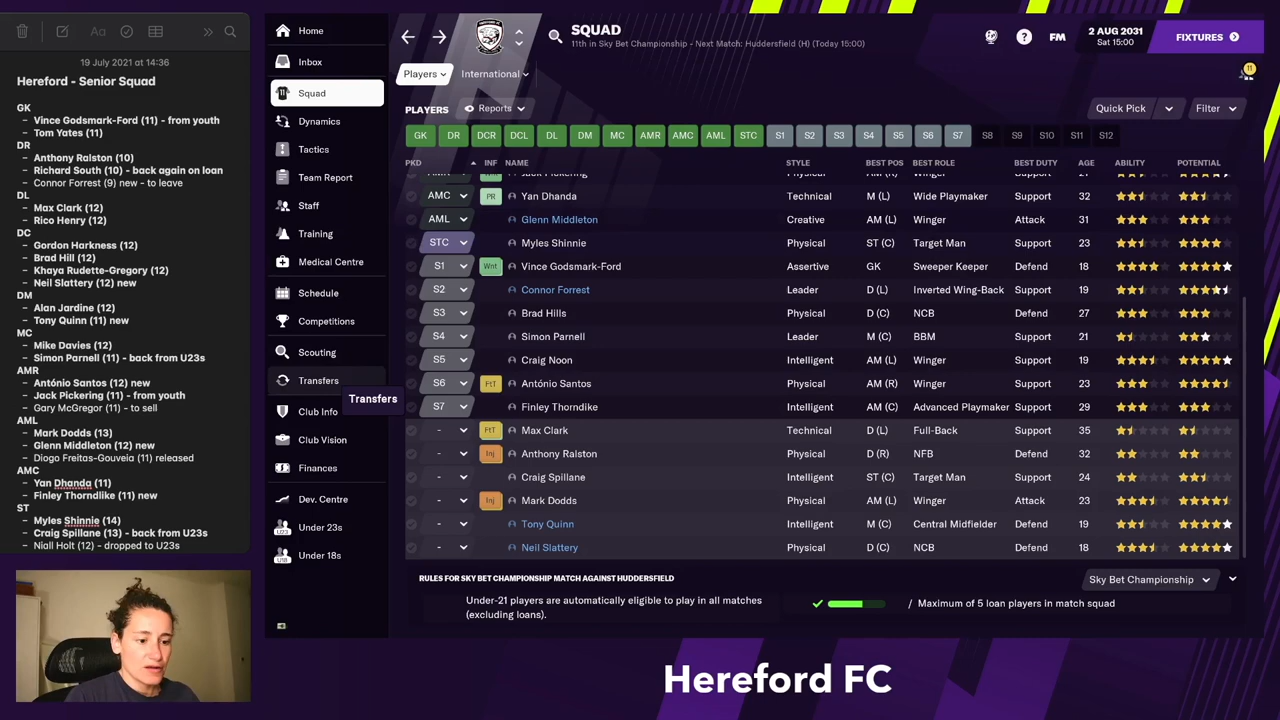 19 July 2021 at 14:36
Hereford - Senior Squad
GK
– Vince Godsmark-Ford (11) - from youth
– Tom Yates (11)
DR
– Anthony Ralston (10)
– Richard South (10) - back again on loan
– Connor Forrest (9) new - to leave
DL
– Max Clark (12)
– Rico Henry (12)
DC
– Gordon Harkness (12)
– Brad Hill (12)
– Khaya Rudette-Gregory (12)
– Neil Slattery (12) new
DM
– Alan Jardine (12)
– Tony Quinn (11) new
MC
– Mike Davies (12)
– Simon Parnell (11) - back from U23s
AMR
– António Santos (12) new
– Jack Pickering (11) - from youth
– Gary McGregor (11) - to sell
AML
– Mark Dodds (13)
– Glenn Middleton (12) new
– Diogo Freitas-Gouveia (11) released
AMC
– Yan Dhanda (11)
– Finley Thorndlike (11) new
ST
– Myles Shinnie (14)
– Craig Spillane (13) - back from U23s
– Niall Holt (12) - dropped to U23s
Home
Inbox
Squad
Dynamics
Tactics
Team Report
Staff
Training
Medical Centre
Schedule
Competitions
Scouting
Transfers
Transfers
Club Info
Club Vision
Finances
Dev. Centre
Under 23s
Under 18s
SQUAD
11th in Sky Bet Championship - Next Match: Huddersfield (H) (Today 15:00)
FM
2 AUG 2031
Sat 15:00
FIXTURES
Players International
11
PLAYERS Reports Quick Pick Filter
GK DR DCR DCL DL DM MC AMR AMC AML STC S1 S2 S3 S4 S5 S6 S7 S8 S9 S10 S11 S12
PKD INF NAME STYLE BEST POS BEST ROLE BEST DUTY AGE ABILITY POTENTIAL
AMC PR Yan Dhanda Technical M (L) Wide Playmaker Support 32
AML Glenn Middleton Creative AM (L) Winger Attack 31
STC Myles Shinnie Physical ST (C) Target Man Support 23
S1 Wnt Vince Godsmark-Ford Assertive GK Sweeper Keeper Defend 18
S2 Connor Forrest Leader D (L) Inverted Wing-Back Support 19
S3 Brad Hills Physical D (C) NCB Defend 27
S4 Simon Parnell Leader M (C) BBM Support 21
S5 Craig Noon Intelligent AM (L) Winger Support 19
S6 FtT António Santos Physical AM (R) Winger Support 23
S7 Finley Thorndike Intelligent AM (C) Advanced Playmaker Support 29
- FtT Max Clark Technical D (L) Full-Back Support 35
- Inj Anthony Ralston Physical D (R) NFB Defend 32
- Craig Spillane Intelligent ST (C) Target Man Support 24
- Inj Mark Dodds Physical AM (L) Winger Attack 23
- Tony Quinn Intelligent M (C) Central Midfielder Defend 19
- Neil Slattery Physical D (C) NCB Defend 18
RULES FOR SKY BET CHAMPIONSHIP MATCH AGAINST HUDDERSFIELD
Sky Bet Championship
Under-21 players are automatically eligible to play in all matches
(excluding loans).
/ Maximum of 5 loan players in match squad
Hereford FC